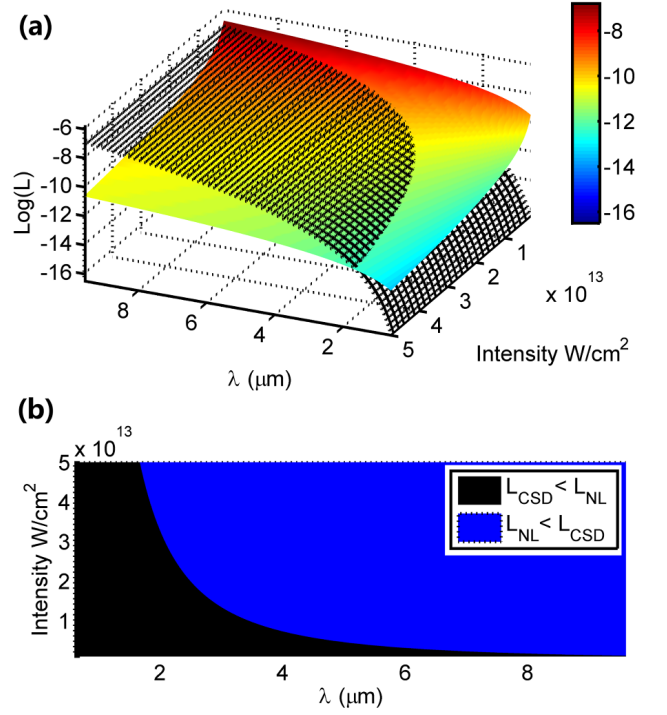 (a)
-6
-8
-10
-12
-14
-16
Log(L)
8
6
4
2
λ (μm)
5
4
3
2
1
x 10^13
Intensity W/cm^2
-8
-10
-12
-14
-16
(b)
x 10^13
5
4
3
2
1
Intensity W/cm^2
L_CSD < L_NL
L_NL < L_CSD
2 4 6 8
λ (μm)